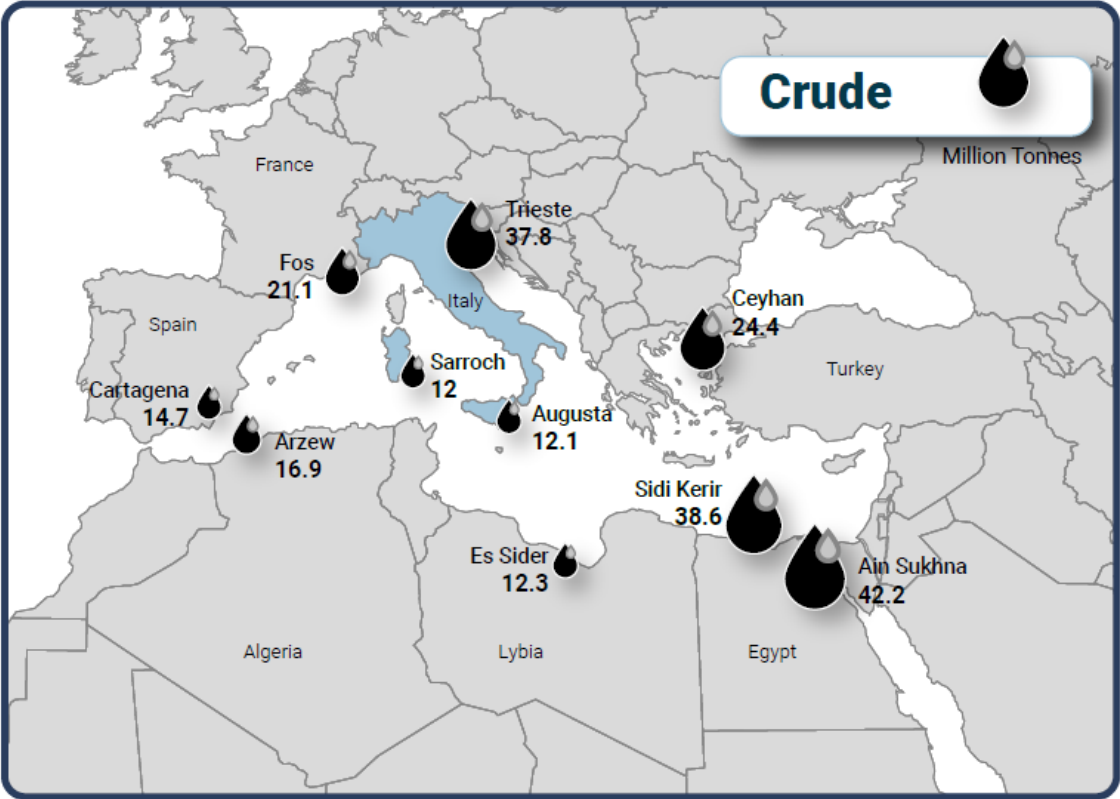 Crude
Million Tonnes
France
Trieste
37.8
Fos
21.1
Italy
Ceyhan
24.4
Spain
Turkey
Sarroch
12
Cartagena
14.7
Augusta
12.1
Arzew
16.9
Sidi Kerir
38.6
Es Sider
12.3
Ain Sukhna
42.2
Algeria
Lybia
Egypt